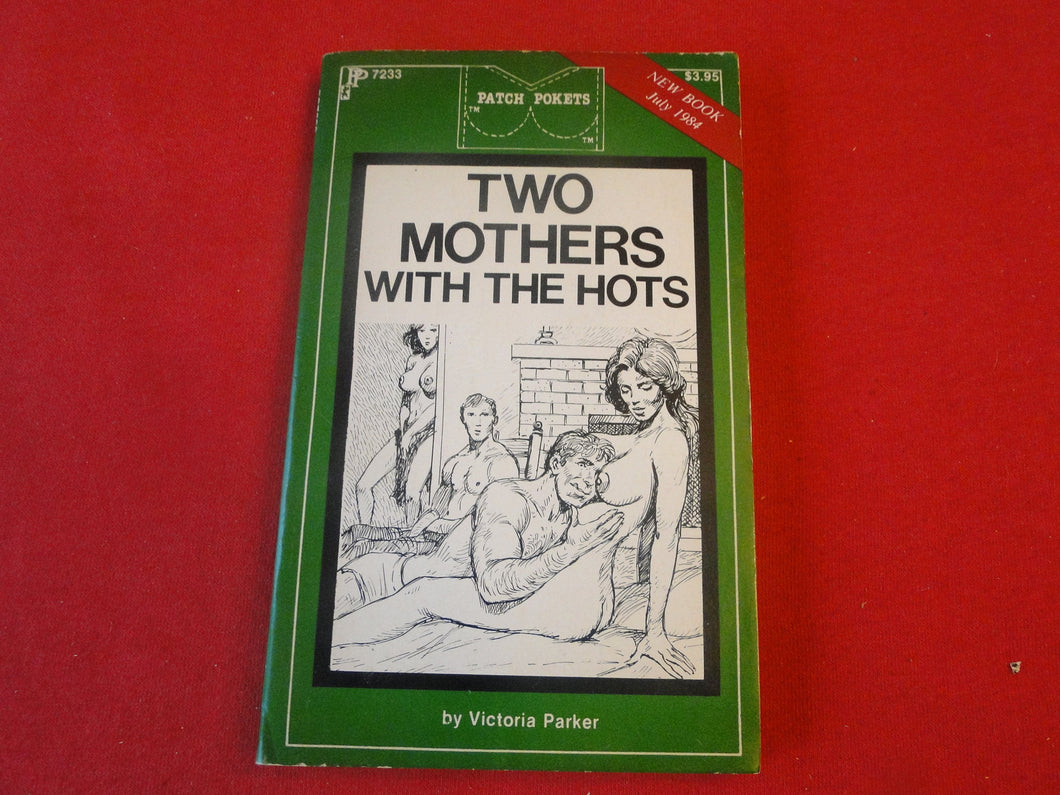 PP 7233
PATCH POKETS
TM
TM
$3.95
NEW BOOK
July 1984
TWO
MOTHERS
WITH THE HOTS
by Victoria Parker